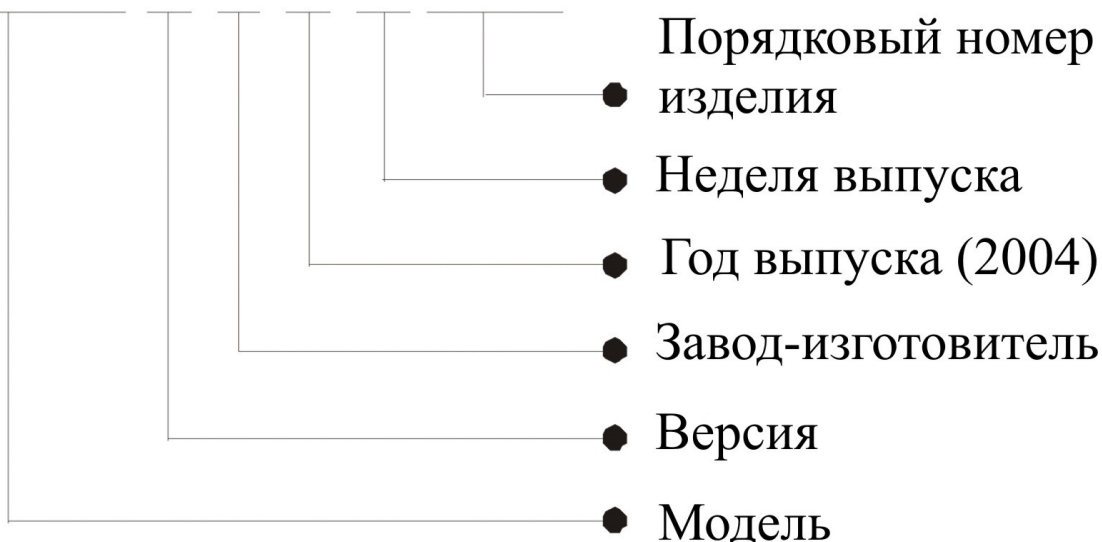 Порядковый номер
изделия
Неделя выпуска
Год выпуска (2004)
Завод-изготовитель
Версия
Модель